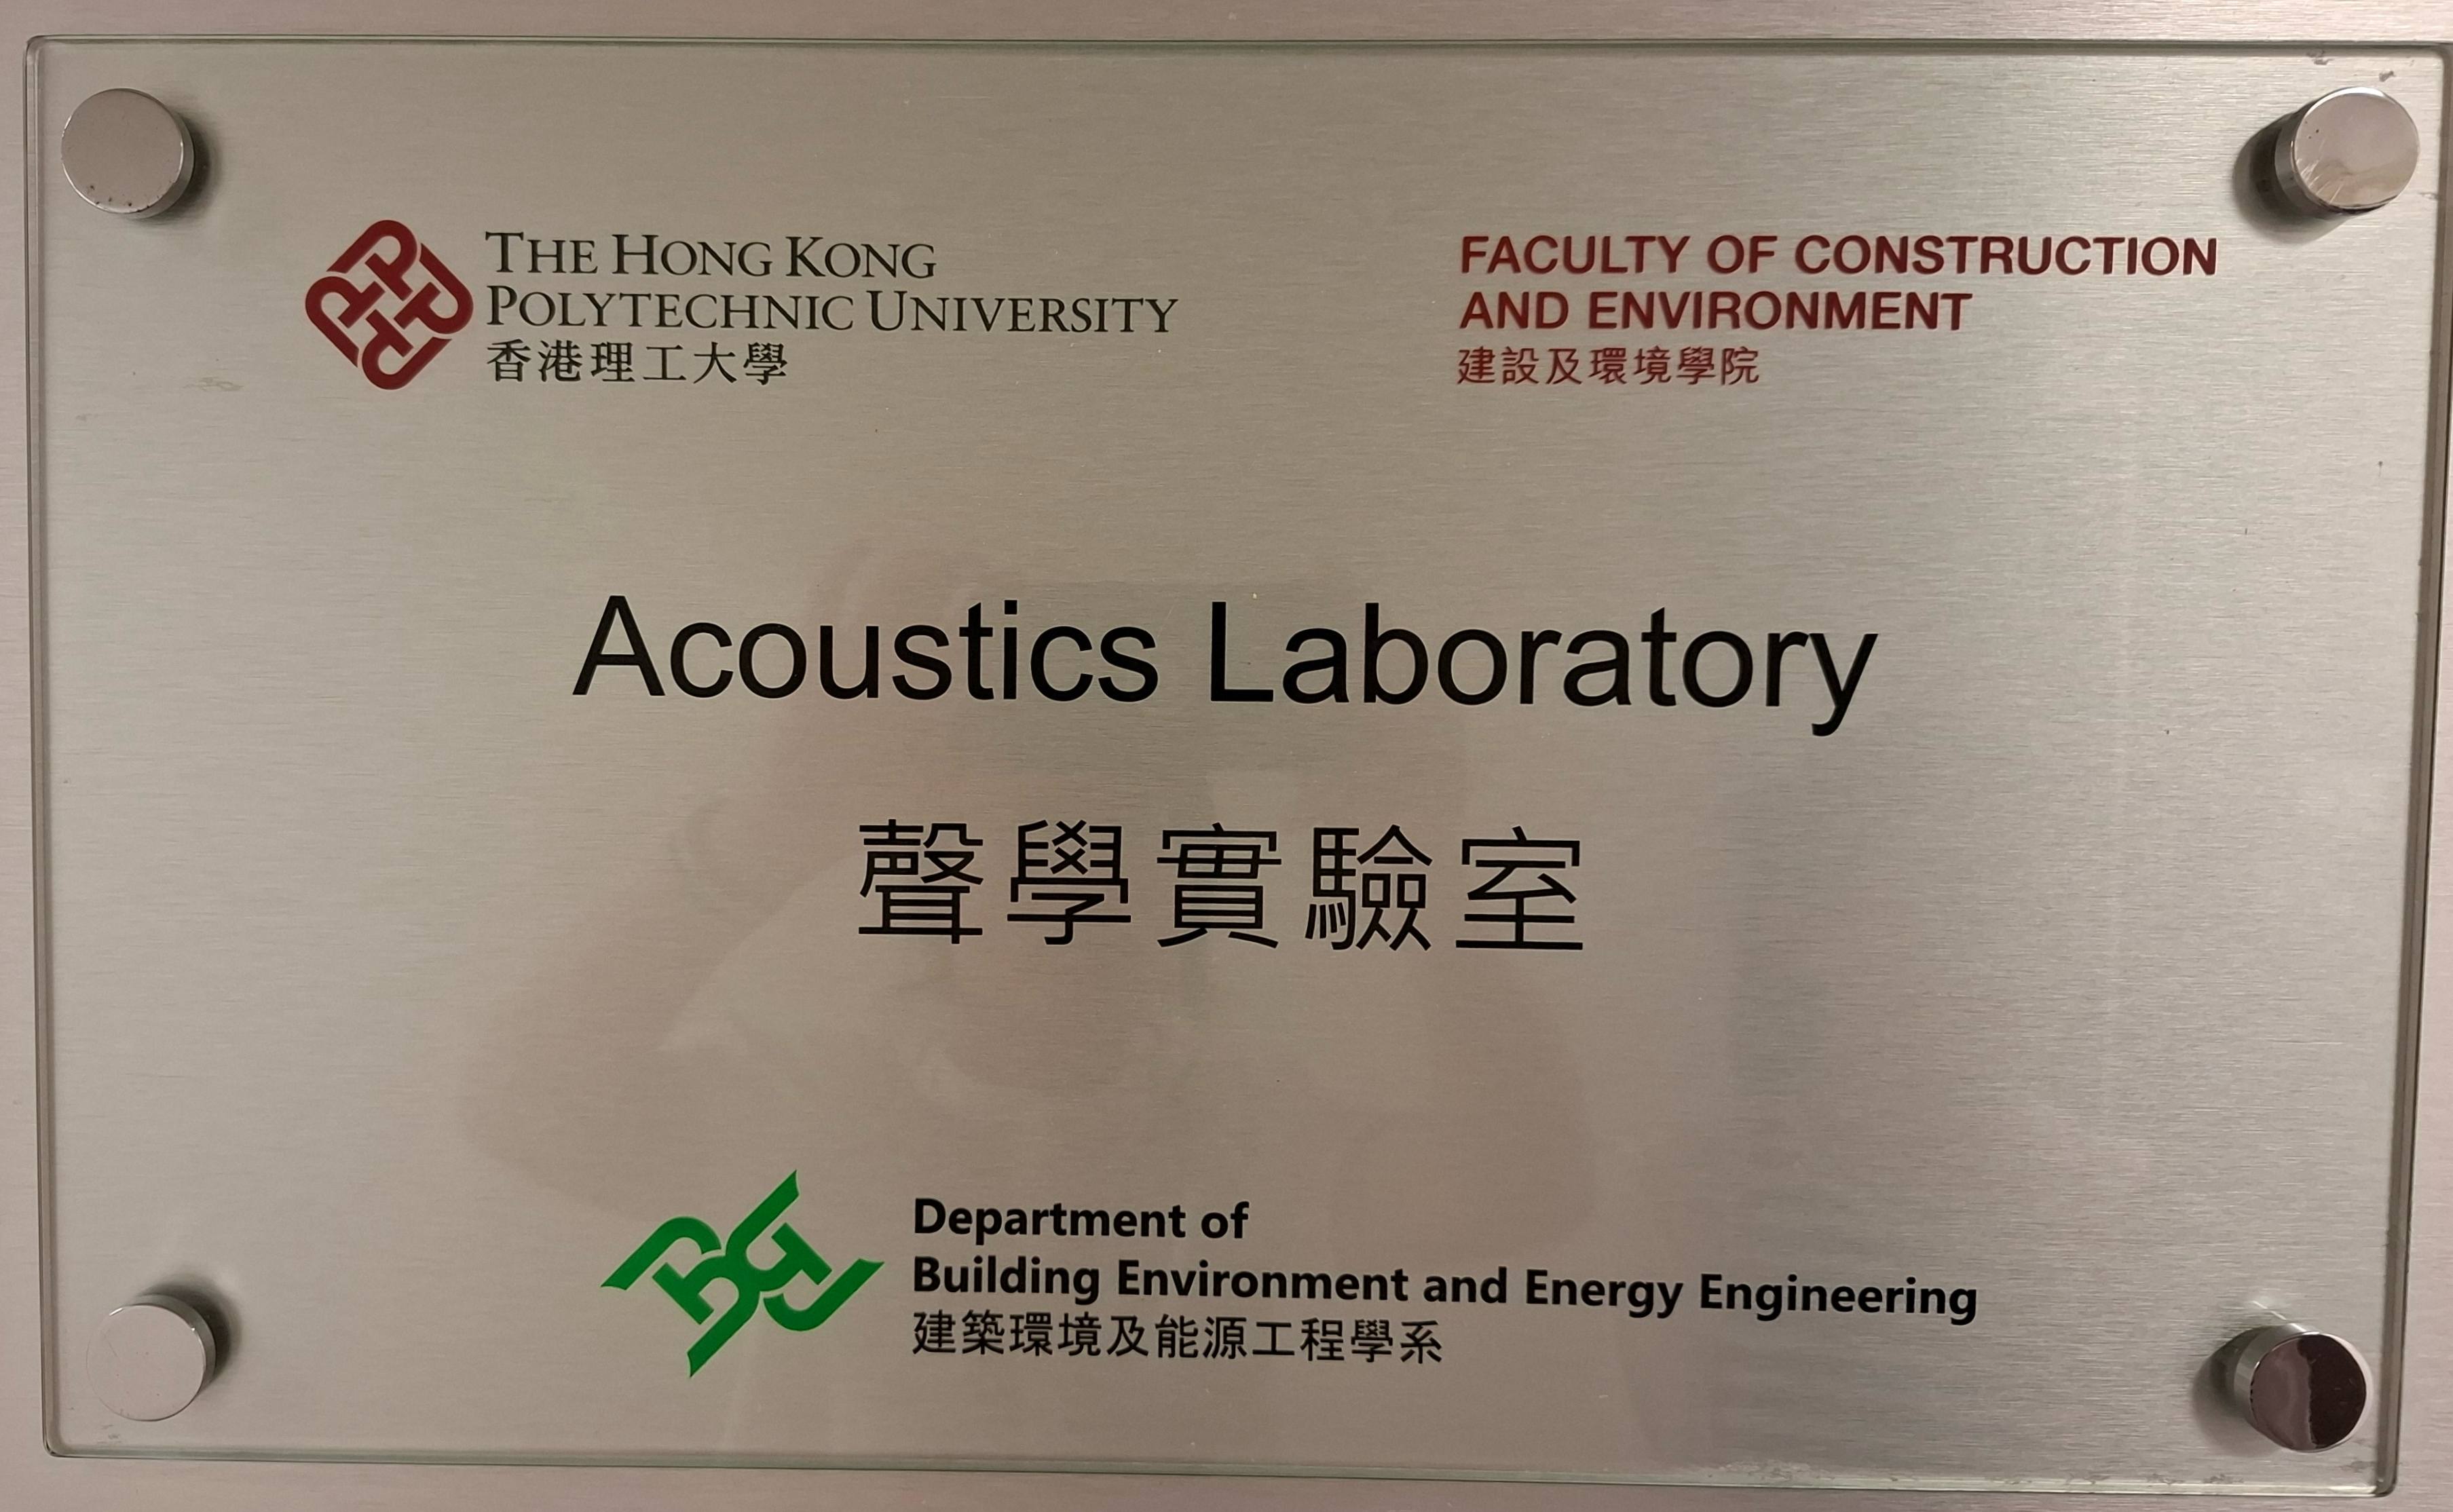 THE HONG KONG
POLYTECHNIC UNIVERSITY
香港理工大學
FACULTY OF CONSTRUCTION
AND ENVIRONMENT
建設及環境學院
Acoustics Laboratory
聲學實驗室
Department of
Building Environment and Energy Engineering
建築環境及能源工程學系